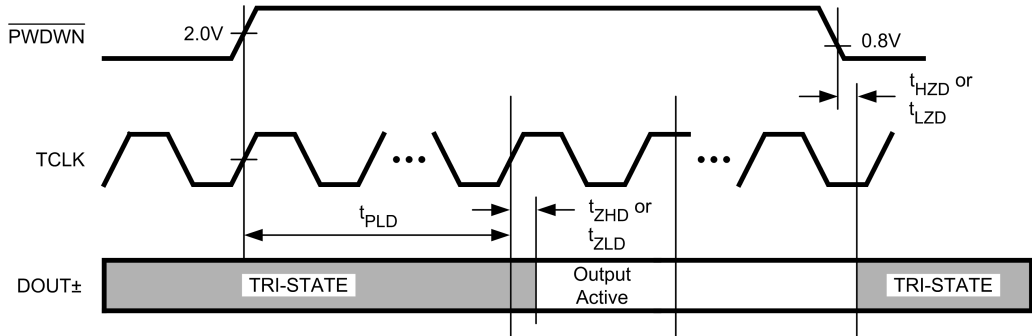 PWDWN
2.0V
0.8V
tHZD or
tLZD
TCLK
tPLD
tZHD or
tZLD
DOUT±
TRI-STATE
Output
Active
TRI-STATE